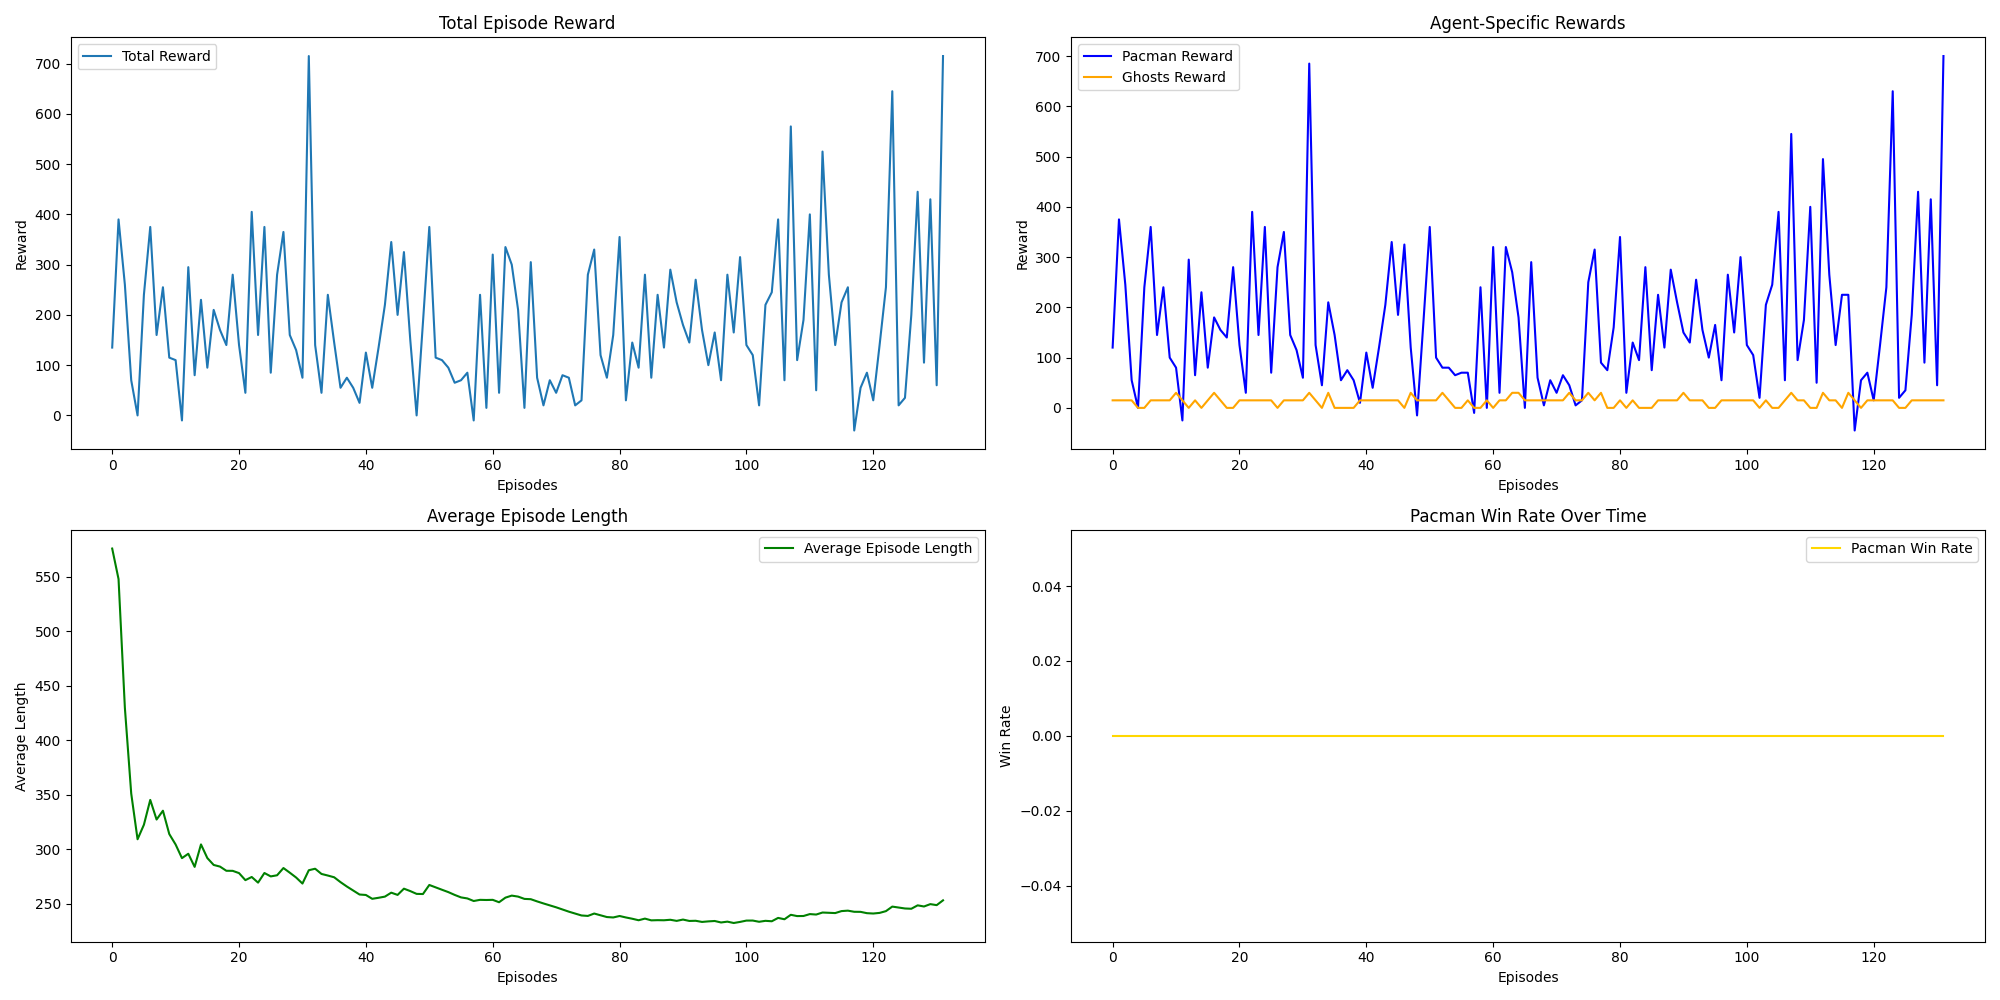 Total Episode Reward
Total Reward
700
600
500
400
300
200
100
0
Reward
0 20 40 60 80 100 120
Episodes
Agent-Specific Rewards
Pacman Reward
Ghosts Reward
700
600
500
400
300
200
100
0
Reward
0 20 40 60 80 100 120
Episodes
Average Episode Length
Average Episode Length
550
500
450
400
350
300
250
Average Length
0 20 40 60 80 100 120
Episodes
Pacman Win Rate Over Time
Pacman Win Rate
0.04
0.02
0.00
−0.02
−0.04
Win Rate
0 20 40 60 80 100 120
Episodes